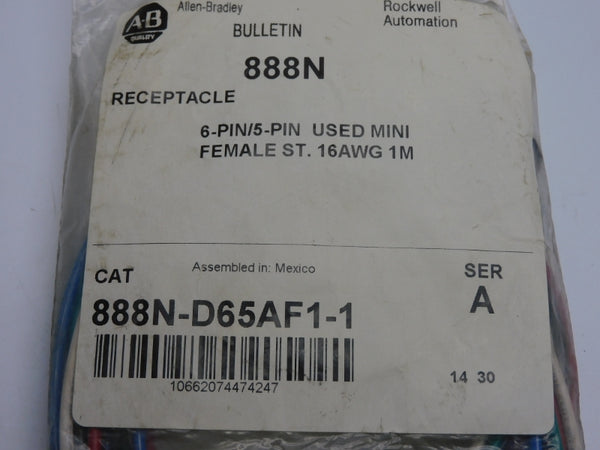 A-B
QUALITY
Allen-Bradley
Rockwell
Automation
BULLETIN
888N
RECEPTACLE
6-PIN/5-PIN USED MINI
FEMALE ST. 16AWG 1M
CAT
Assembled in: Mexico
SER
A
888N-D65AF1-1
10662074474247
14 30